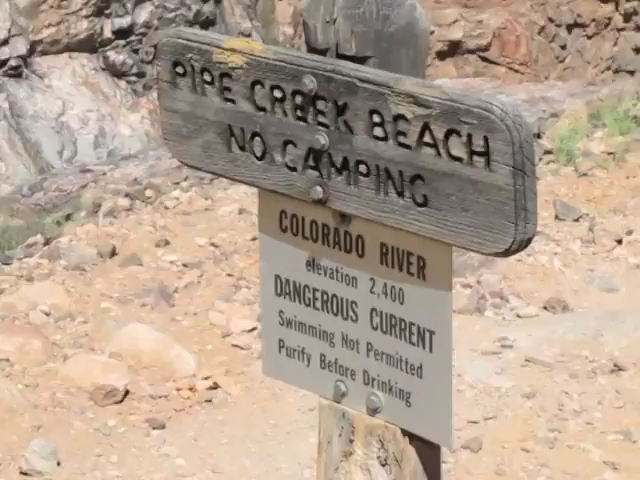 PIPE CREEK BEACH
NO CAMPING
COLORADO RIVER
elevation 2,400
DANGEROUS CURRENT
Swimming Not Permitted
Purify Before Drinking